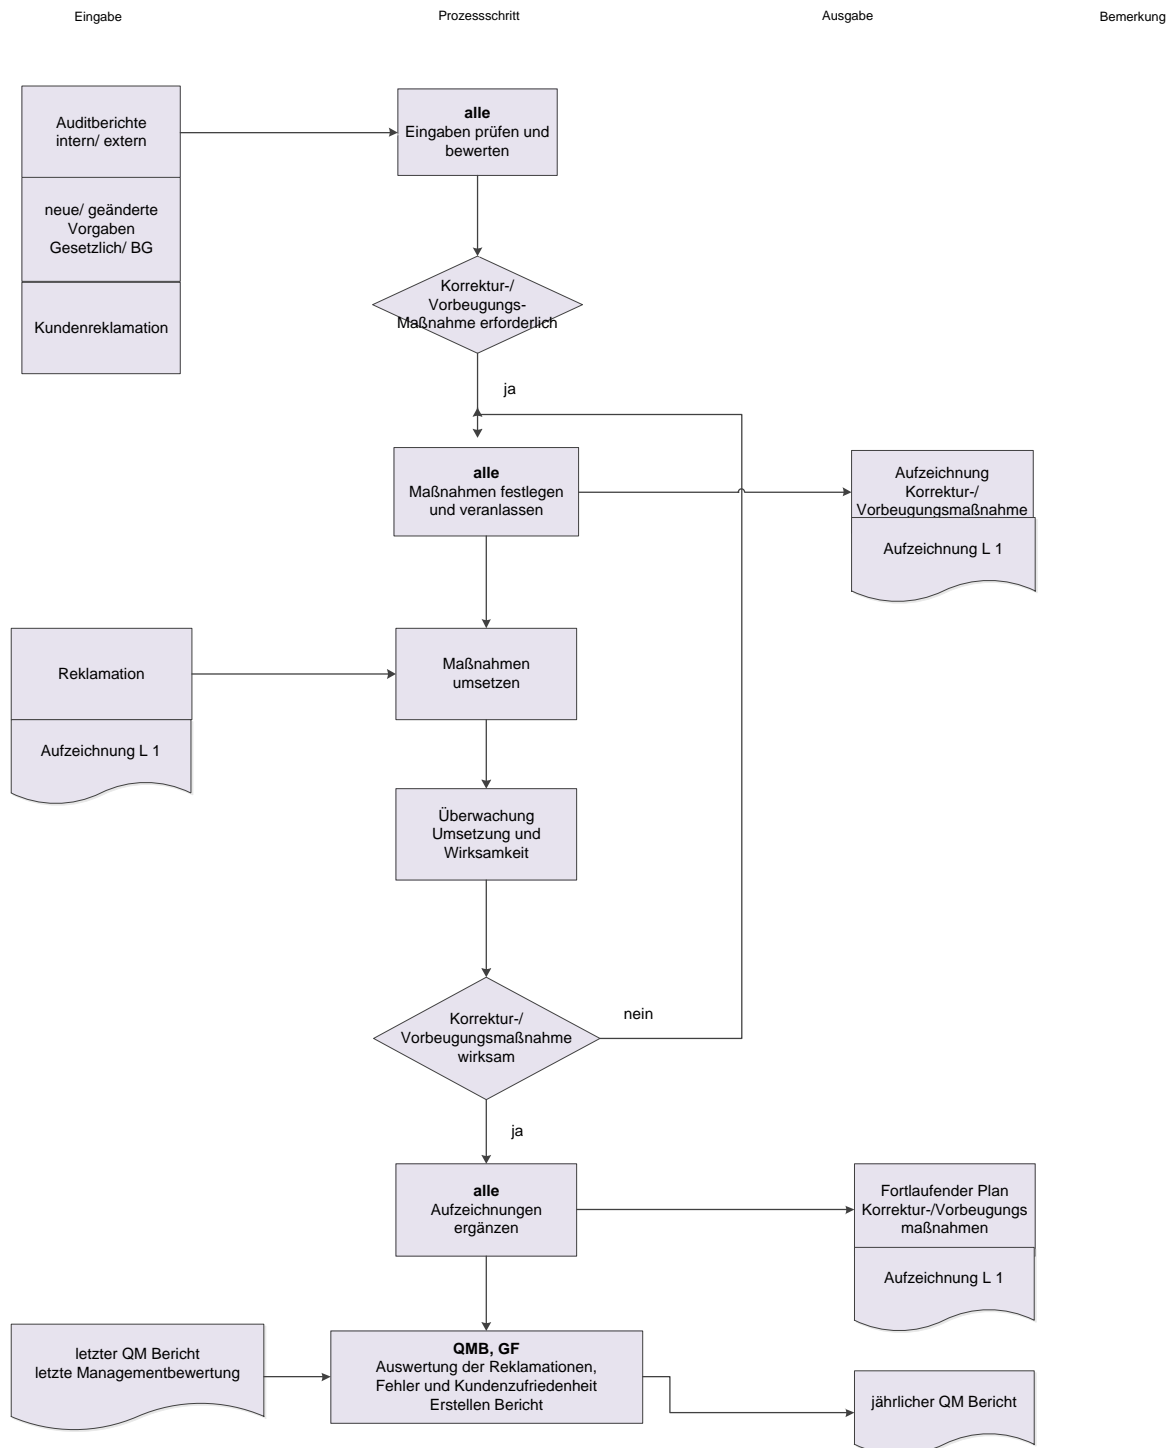 Eingabe
Prozessschritt
Ausgabe
Bemerkung
Auditberichte
intern/ extern
alle
Eingaben prüfen und
bewerten
neue/ geänderte
Vorgaben
Gesetzlich/ BG
Kundenreklamation
Korrektur-/
Vorbeugungs-
Maßnahme erforderlich
ja
alle
Maßnahmen festlegen
und veranlassen
Aufzeichnung
Korrektur-/
Vorbeugungsmaßnahme
Aufzeichnung L 1
Reklamation
Aufzeichnung L 1
Maßnahmen
umsetzen
Überwachung
Umsetzung und
Wirksamkeit
Korrektur-/
Vorbeugungsmaßnahme
wirksam
nein
ja
alle
Aufzeichnungen
ergänzen
Fortlaufender Plan
Korrektur-/Vorbeugungs
maßnahmen
Aufzeichnung L 1
letzter QM Bericht
letzte Managementbewertung
QMB, GF
Auswertung der Reklamationen,
Fehler und Kundenzufriedenheit
Erstellen Bericht
jährlicher QM Bericht